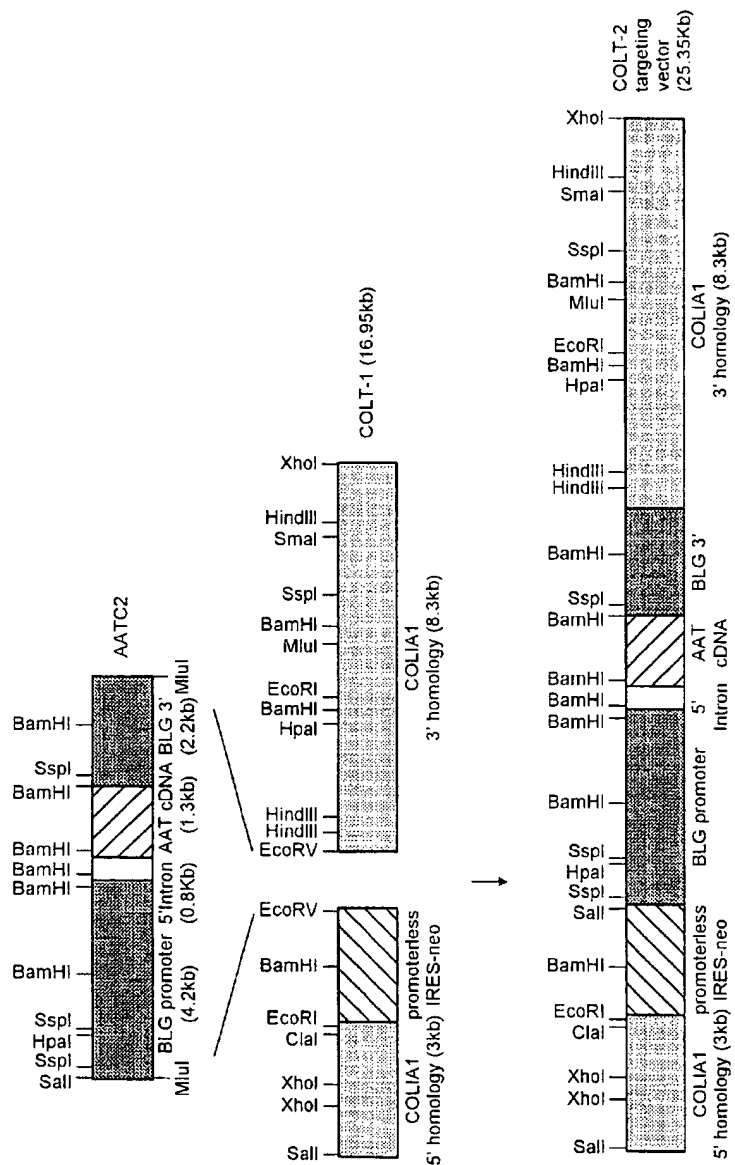 SalI
SspI
HpaI
SspI
BamHI
BamHI
BamHI
BamHI
BamHI
SspI
BamHI
AATC2
MluI
BLG promoter
(4.2kb)
5'Intron
(0.8Kb)
AAT cDNA
(1.3kb)
BLG 3'
(2.2kb)
MluI
SalI
XhoI
XhoI
ClaI
EcoRI
BamHI
EcoRV
COLIA1
5' homology (3kb)
promoterless
IRES-neo
EcoRV
HindIII
HindIII
HpaI
BamHI
EcoRI
MluI
BamHI
SspI
SmaI
HindIII
XhoI
COLIA1
3' homology (8.3kb)
COLT-1 (16.95kb)
SalI
XhoI
XhoI
ClaI
EcoRI
BamHI
SalI
SspI
HpaI
SspI
BamHI
BamHI
BamHI
BamHI
BamHI
SspI
BamHI
HindIII
HindIII
HpaI
BamHI
EcoRI
MluI
BamHI
SspI
SmaI
HindIII
XhoI
COLT-2
targeting
vector
(25.35Kb)
COLIA1
5' homology (3kb)
promoterless
IRES-neo
BLG promoter
5'
Intron
AAT
cDNA
BLG 3'
COLIA1
3' homology (8.3kb)